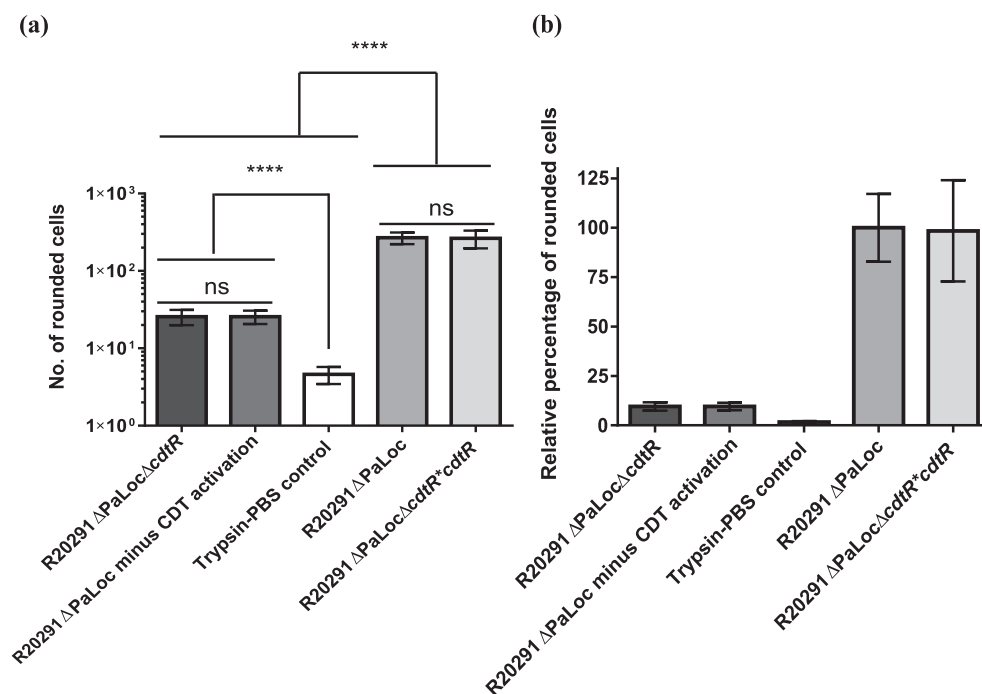 (a)
****
****
No. of rounded cells
1×10³
1×10²
1×10¹
1×10⁰
ns
ns
R20291 ΔPaLocΔcdtR
R20291 ΔPaLoc minus CDT activation
Trypsin-PBS control
R20291 ΔPaLoc
R20291 ΔPaLocΔcdtR*cdtR
(b)
Relative percentage of rounded cells
125
100
75
50
25
0
R20291 ΔPaLocΔcdtR
R20291 ΔPaLoc minus CDT activation
Trypsin-PBS control
R20291 ΔPaLoc
R20291 ΔPaLocΔcdtR*cdtR